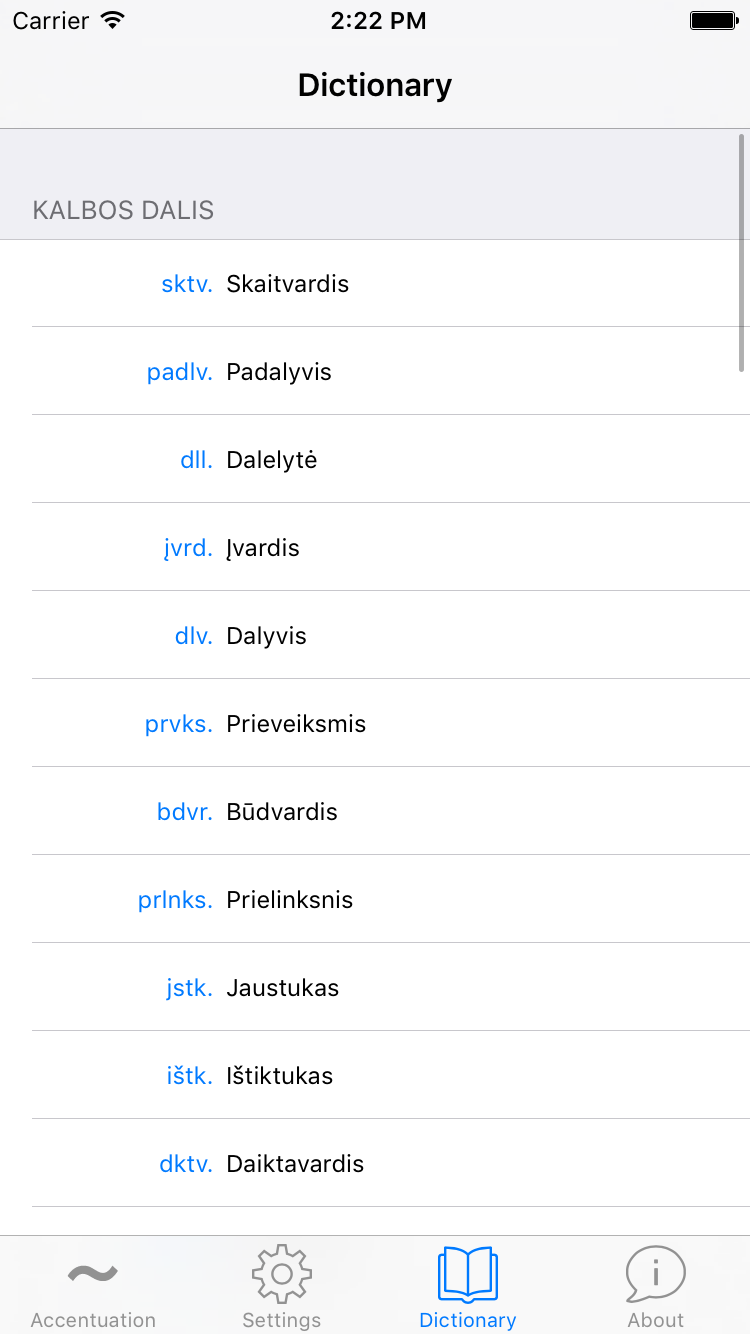 Carrier 2:22 PM
Dictionary
KALBOS DALIS
sktv. Skaitvardis
padlv. Padalyvis
dll. Dalelytė
įvrd. Įvardis
dlv. Dalyvis
prvks. Prieveiksmis
bdvr. Būdvardis
prlnks. Prielinksnis
jstk. Jaustukas
ištk. Ištiktukas
dktv. Daiktavardis
Accentuation Settings Dictionary About